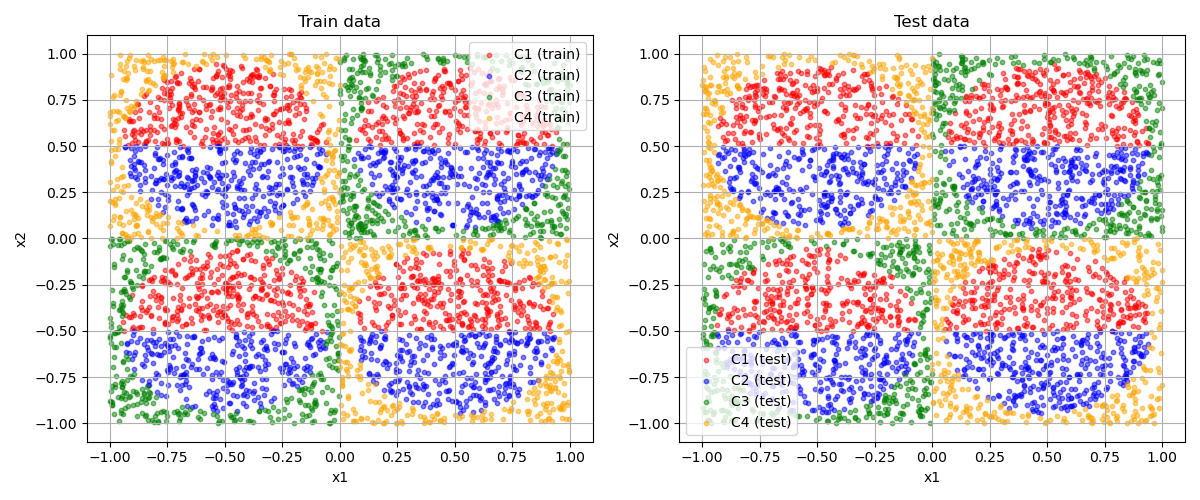 Train data
x2
1.00
0.75
0.50
0.25
0.00
−0.25
−0.50
−0.75
−1.00
C1 (train)
C2 (train)
C3 (train)
C4 (train)
−1.00 −0.75 −0.50 −0.25 0.00 0.25 0.50 0.75 1.00
x1
Test data
x2
1.00
0.75
0.50
0.25
0.00
−0.25
−0.50
−0.75
−1.00
C1 (test)
C2 (test)
C3 (test)
C4 (test)
−1.00 −0.75 −0.50 −0.25 0.00 0.25 0.50 0.75 1.00
x1